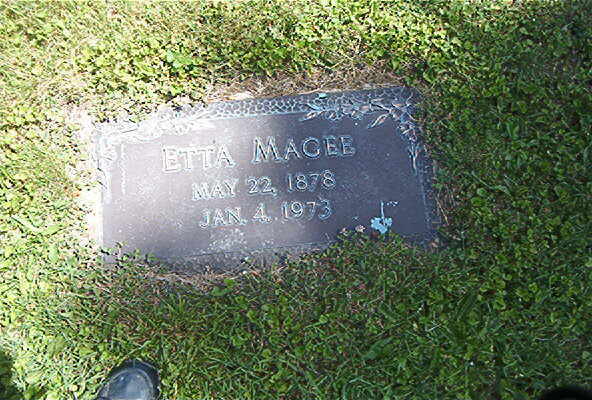 ETTA MAGEE
MAY 22, 1878
JAN. 4, 1973